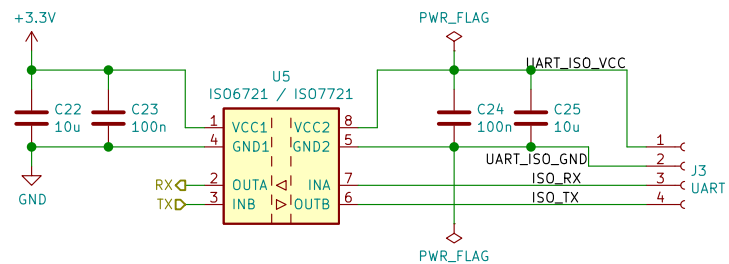 +3.3V
PWR_FLAG
UART_ISO_VCC
U5
ISO6721 / ISO7721
C22
10u
C23
100n
C24
100n
C25
10u
1
VCC1
VCC2
8
4
GND1
GND2
5
2
OUTA
INA
7
3
INB
OUTB
6
RX
TX
GND
UART_ISO_GND
ISO_RX
ISO_TX
1
2
3
4
J3
UART
PWR_FLAG